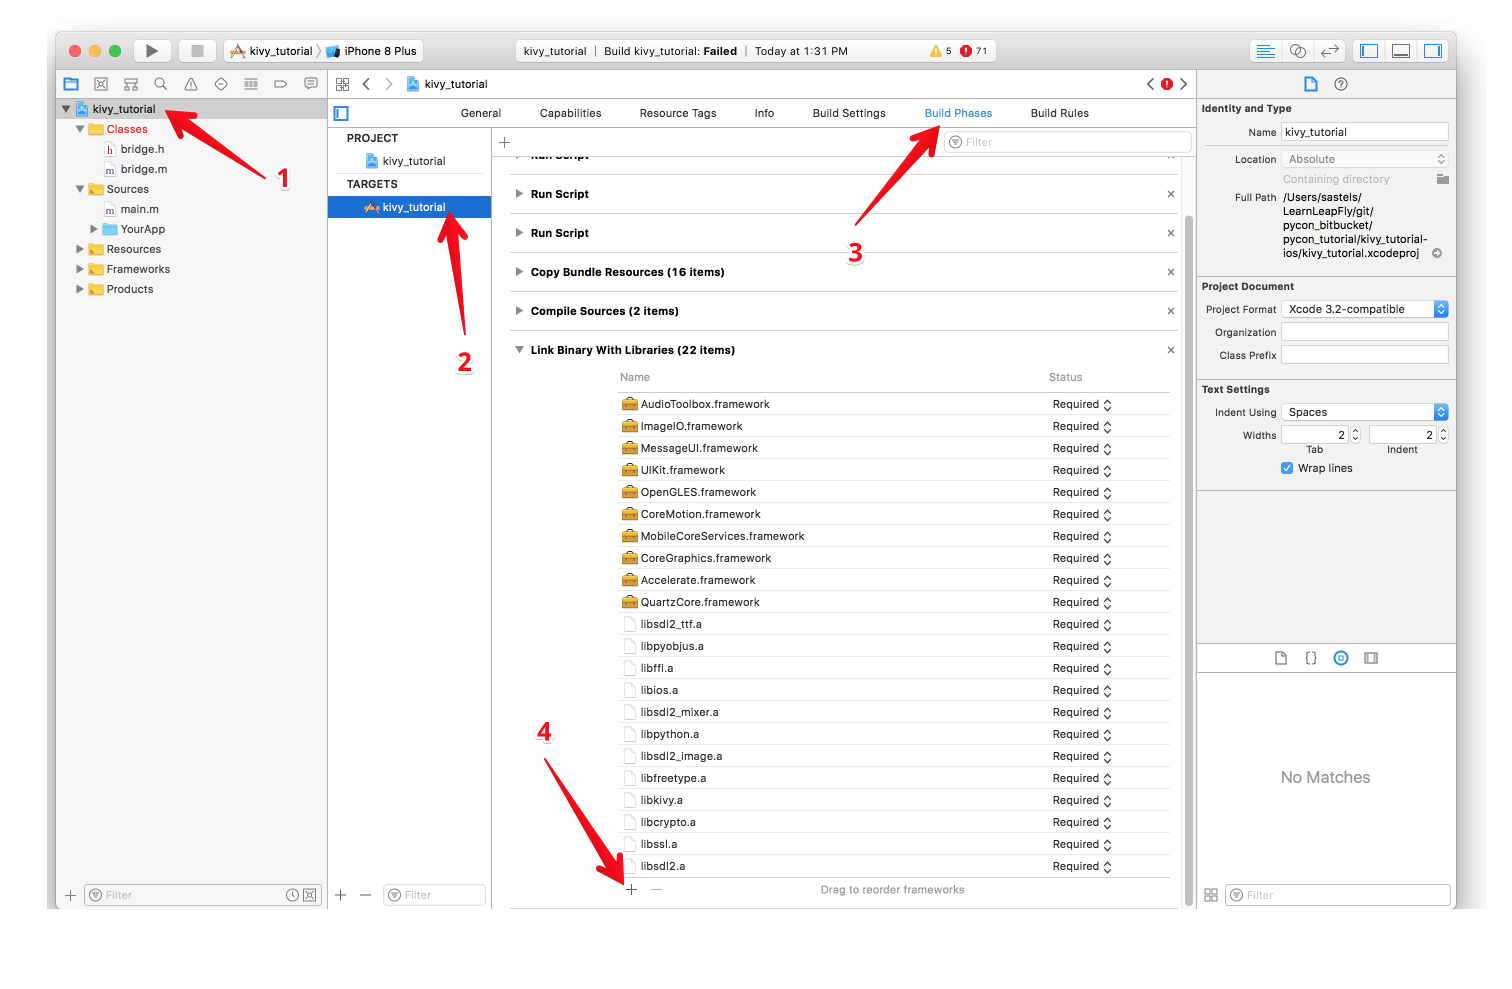 kivy_tutorial iPhone 8 Plus
kivy_tutorial | Build kivy_tutorial: Failed | Today at 1:31 PM 5 71
kivy_tutorial
kivy_tutorial
Classes
h bridge.h
m bridge.m
Sources
m main.m
YourApp
Resources
Frameworks
Products
1
Filter
General Capabilities Resource Tags Info Build Settings Build Phases Build Rules
PROJECT
kivy_tutorial
TARGETS
kivy_tutorial
2
Filter
Filter
3
Run Script
Run Script
Run Script
Copy Bundle Resources (16 items)
Compile Sources (2 items)
Link Binary With Libraries (22 items)
Name Status
AudioToolbox.framework Required
ImageIO.framework Required
MessageUI.framework Required
UIKit.framework Required
OpenGLES.framework Required
CoreMotion.framework Required
MobileCoreServices.framework Required
CoreGraphics.framework Required
Accelerate.framework Required
QuartzCore.framework Required
libsdl2_ttf.a Required
libpyobjus.a Required
libffi.a Required
libios.a Required
libsdl2_mixer.a Required
libpython.a Required
libsdl2_image.a Required
libfreetype.a Required
libkivy.a Required
libcrypto.a Required
libssl.a Required
libsdl2.a Required
4
Drag to reorder frameworks
Identity and Type
Name kivy_tutorial
Location Absolute
Containing directory
Full Path /Users/sastels/
LearnLeapFly/git/
pycon_bitbucket/
pycon_tutorial/kivy_tutorial-
ios/kivy_tutorial.xcodeproj
Project Document
Project Format Xcode 3.2-compatible
Organization
Class Prefix
Text Settings
Indent Using Spaces
Widths 2 2
Tab Indent
Wrap lines
No Matches
Filter